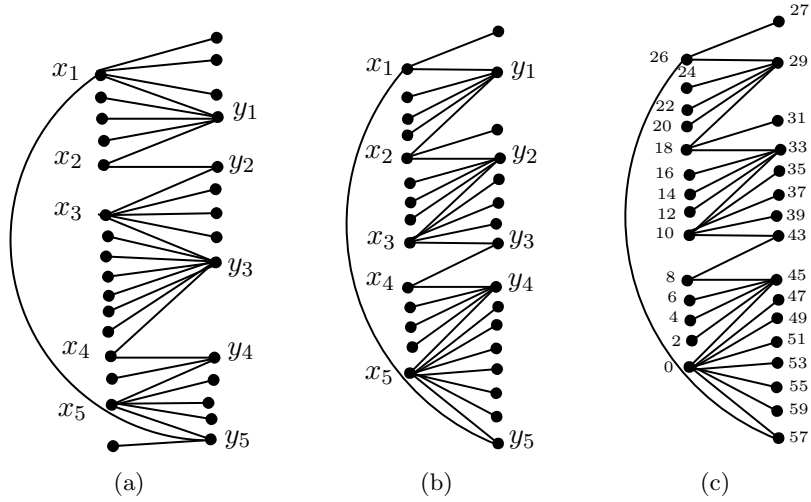 x₁
y₁
x₂
y₂
x₃
y₃
x₄
y₄
x₅
y₅
(a)
x₁
y₁
x₂
y₂
x₃
y₃
x₄
y₄
x₅
y₅
(b)
27
26
29
24
22
20
31
18
33
16
35
14
37
12
39
10
43
8
45
6
47
4
49
2
51
0
53
55
59
57
(c)